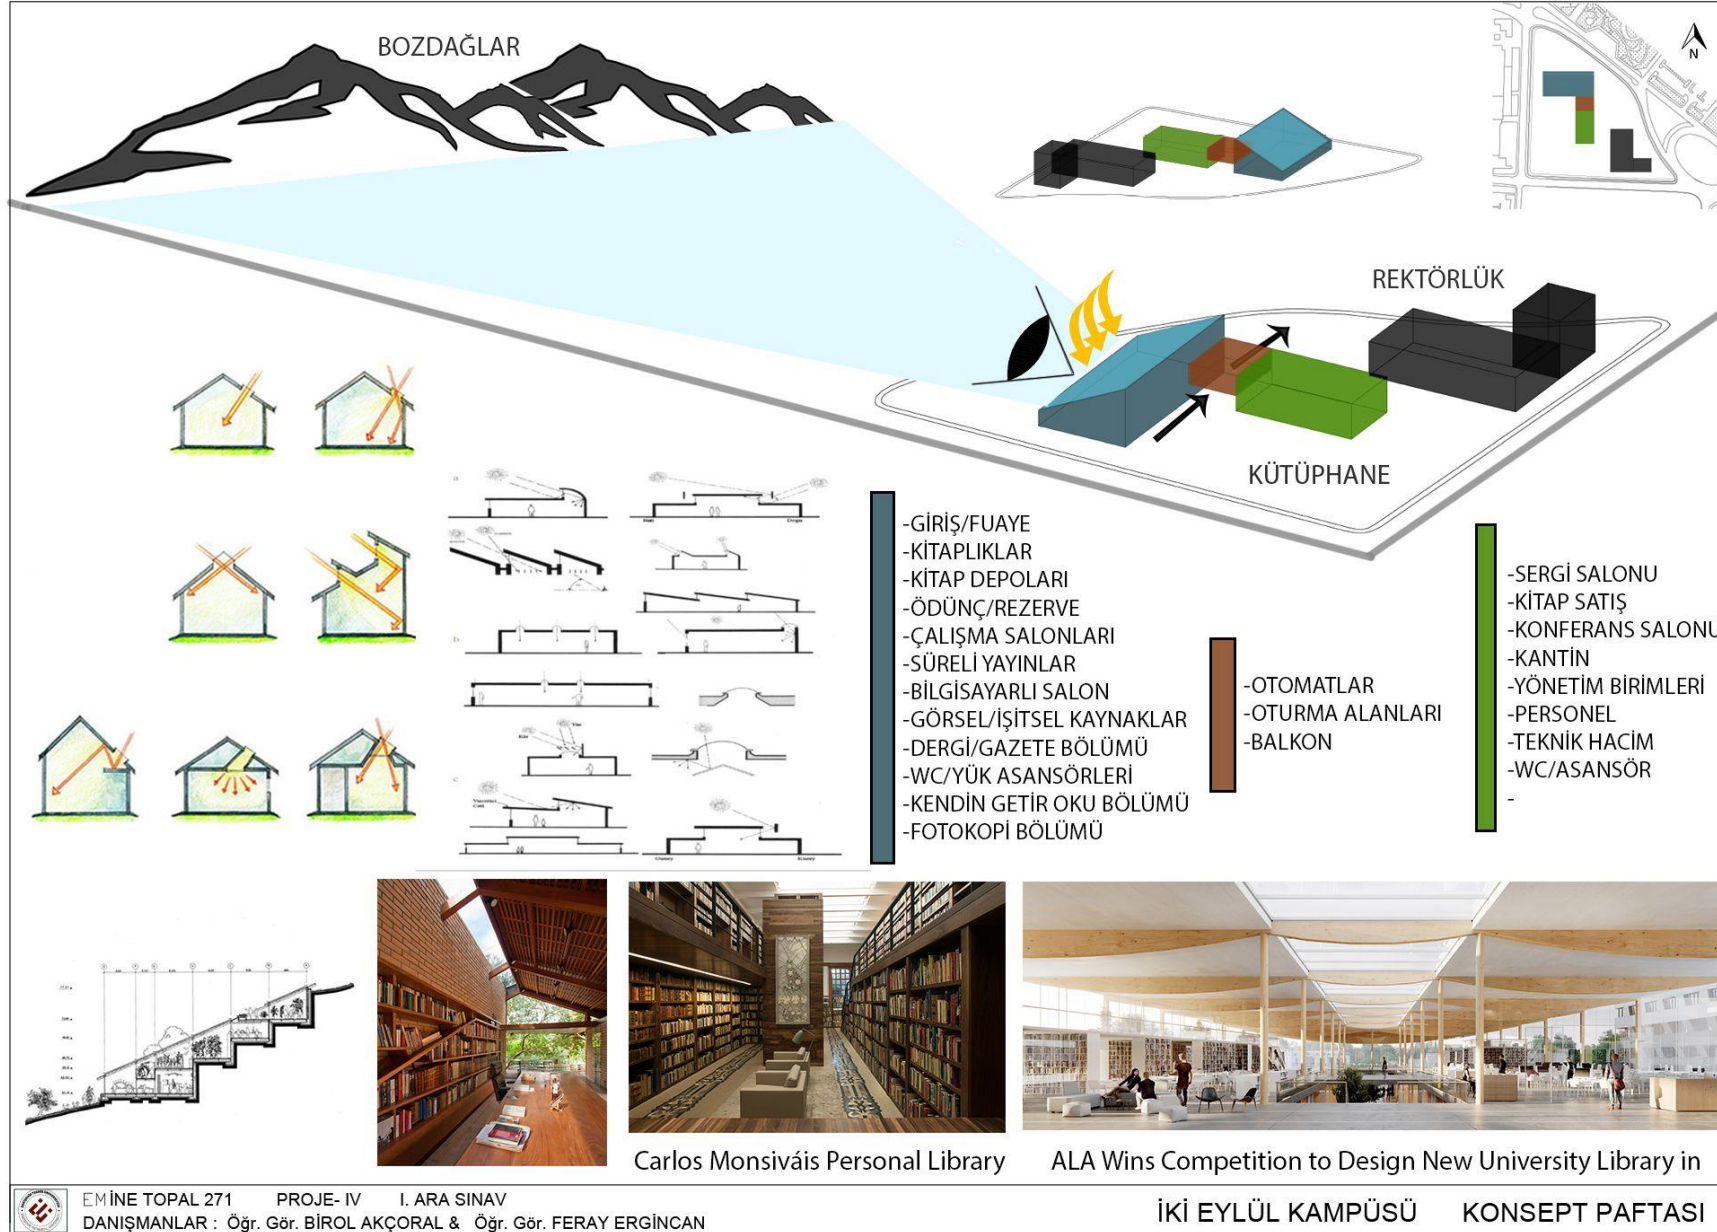 BOZDAĞLAR
N
REKTÖRLÜK
KÜTÜPHANE
-GİRİŞ/FUAYE
-KİTAPLIKLAR
-KİTAP DEPOLARI
-ÖDÜNÇ/REZERVE
-ÇALIŞMA SALONLARI
-SÜRELİ YAYINLAR
-BİLGİSAYARLI SALON
-GÖRSEL/İŞİTSEL KAYNAKLAR
-DERGİ/GAZETE BÖLÜMÜ
-WC/YÜK ASANSÖRLERİ
-KENDİN GETİR OKU BÖLÜMÜ
-FOTOKOPİ BÖLÜMÜ
-OTOMATLAR
-OTURMA ALANLARI
-BALKON
-SERGİ SALONU
-KİTAP SATIŞ
-KONFERANS SALONU
-KANTİN
-YÖNETİM BİRİMLERİ
-PERSONEL
-TEKNİK HACİM
-WC/ASANSÖR
-
a
b
c
Carlos Monsiváis Personal Library
ALA Wins Competition to Design New University Library in
EMİNE TOPAL 271 PROJE- IV I. ARA SINAV
DANIŞMANLAR : Öğr. Gör. BİROL AKÇORAL & Öğr. Gör. FERAY ERGİNCAN
İKİ EYLÜL KAMPÜSÜ KONSEPT PAFTASI